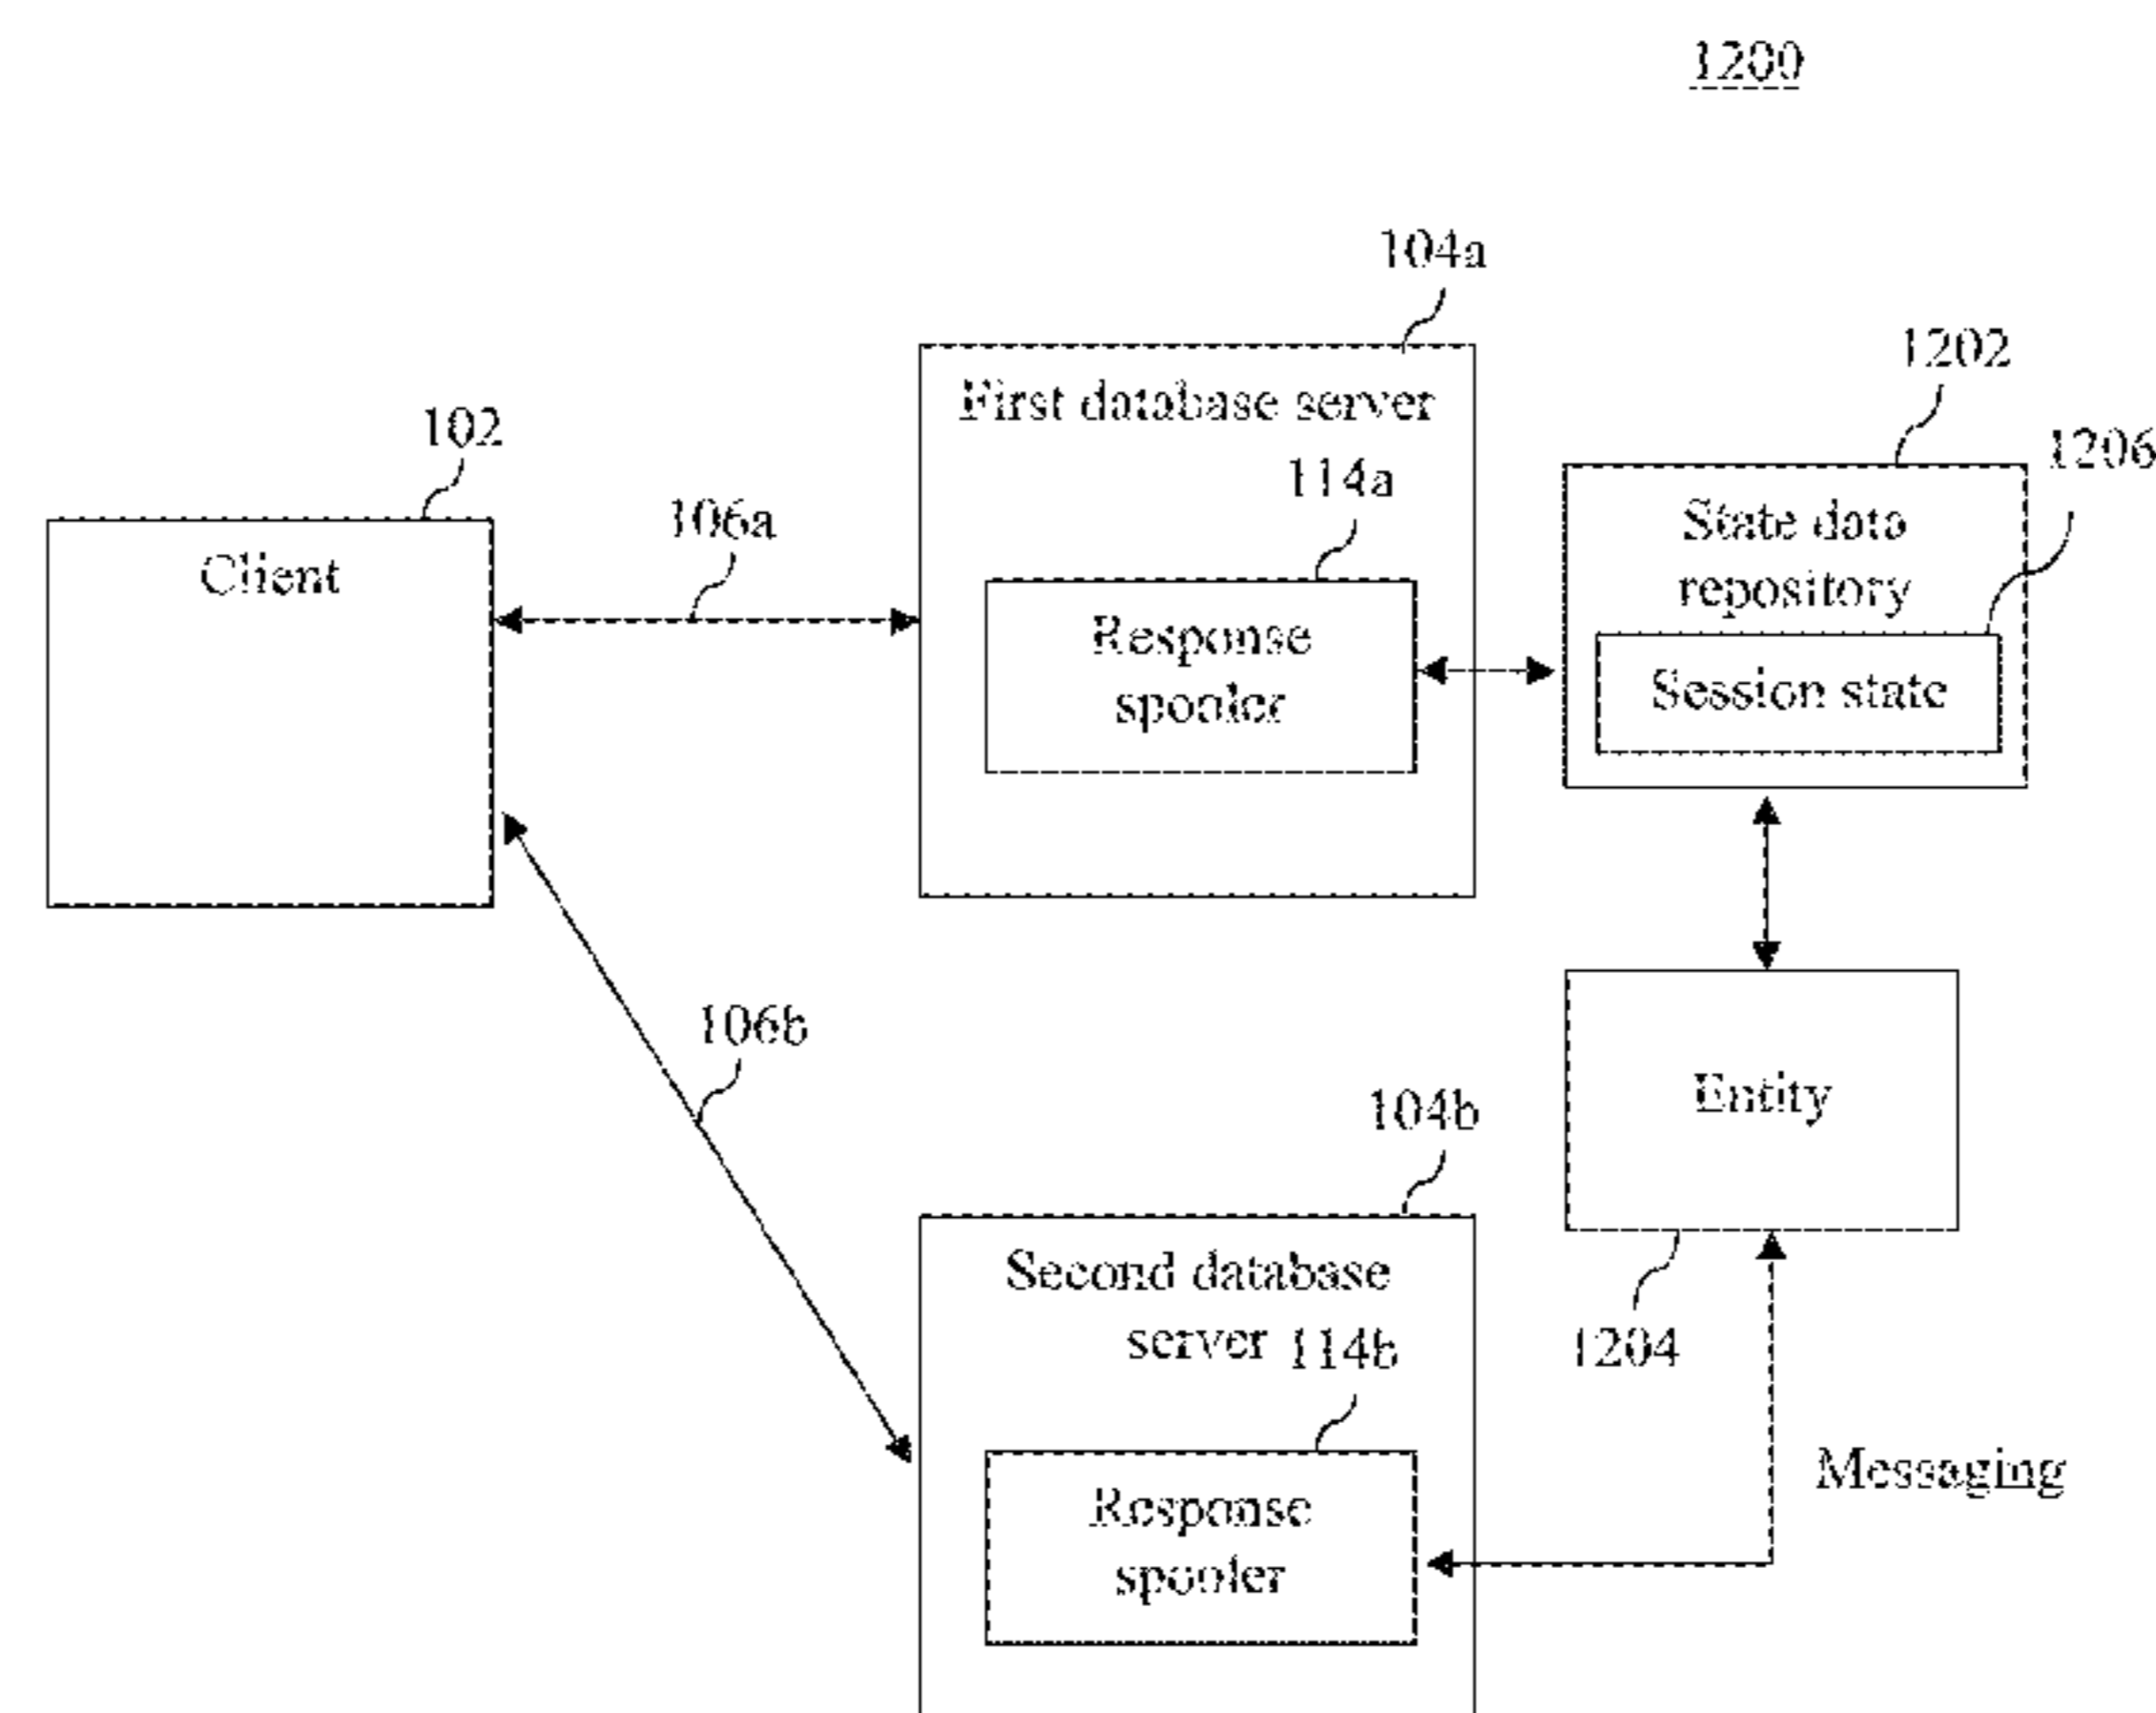 1200
104a
First database server
1202
102
114a
1206
Client
106a
State data
repository
Response
spooler
Session state
106b
Entity
104b
Second database
server 114b
1204
Response
spooler
Messaging